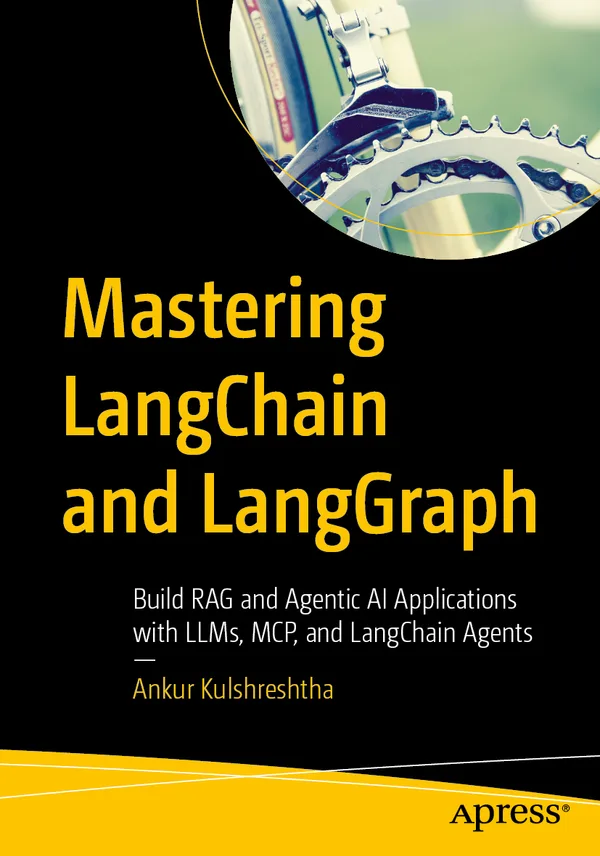 Mastering
LangChain
and LangGraph
Build RAG and Agentic AI Applications
with LLMs, MCP, and LangChain Agents
—
Ankur Kulshreshtha
Apress®